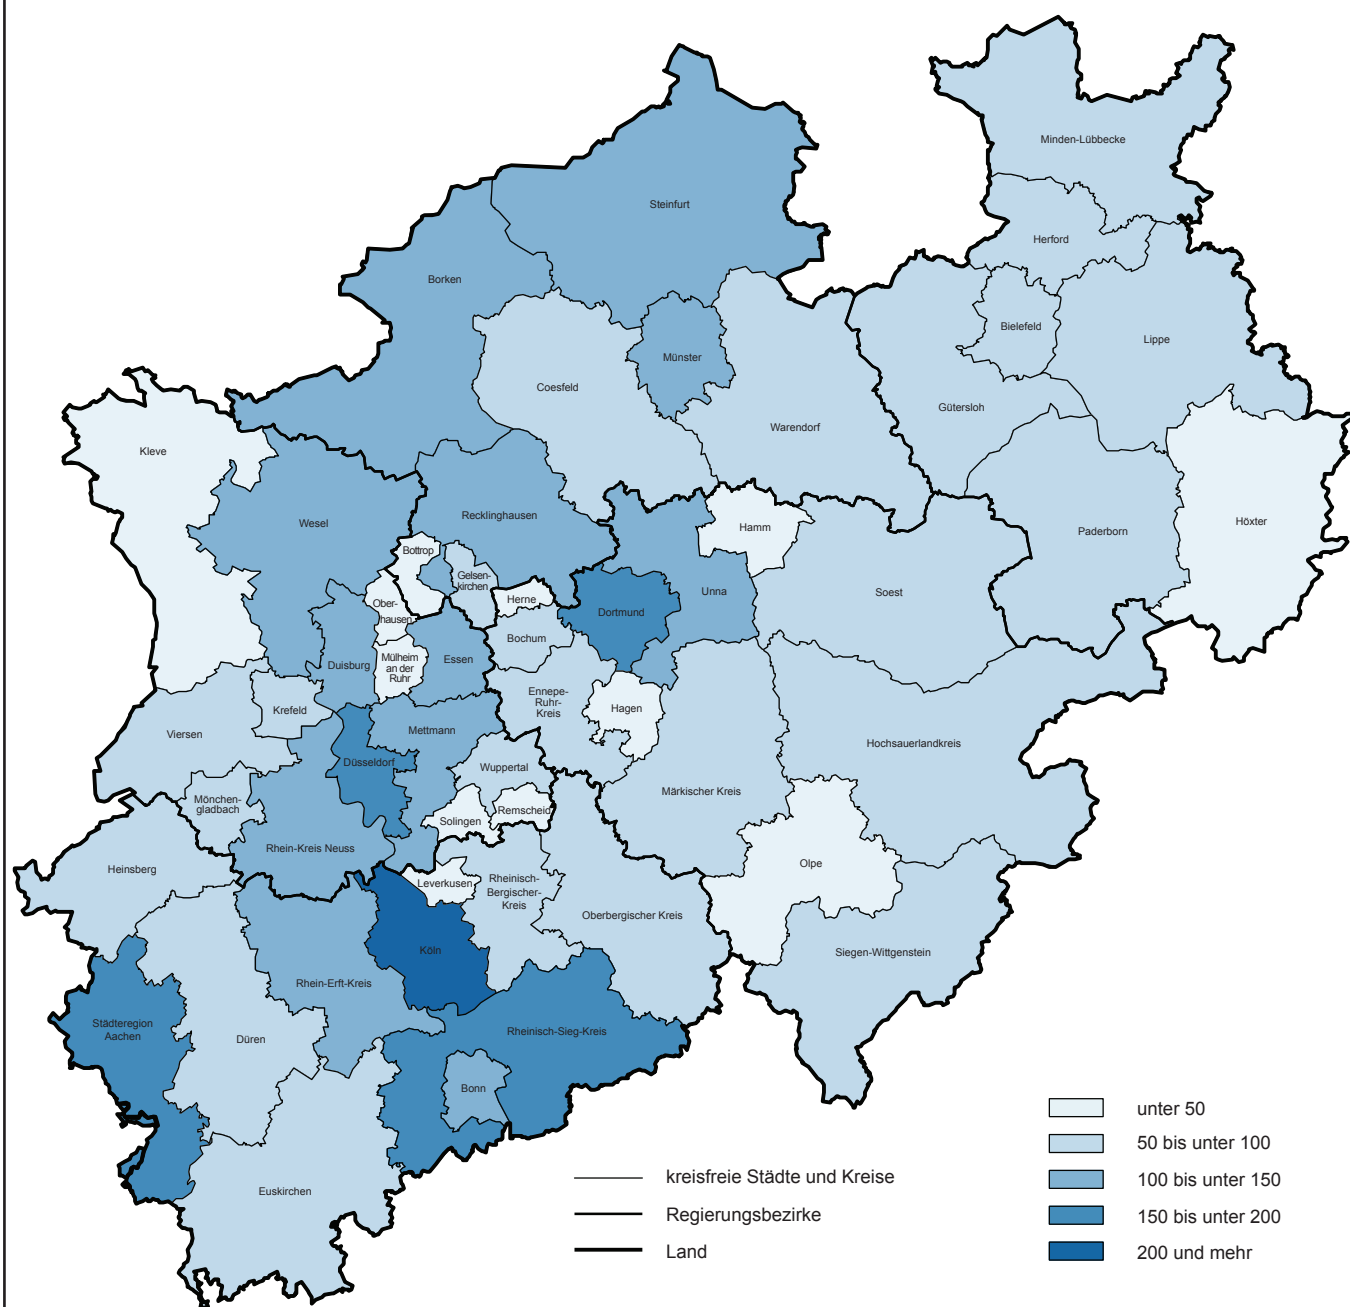 Minden-Lübbecke
Steinfurt
Herford
Borken
Bielefeld
Lippe
Münster
Coesfeld
Gütersloh
Warendorf
Kleve
Recklinghausen
Wesel
Hamm
Höxter
Paderborn
Bottrop
Gelsen-
kirchen
Unna
Soest
Herne
Ober-
hausen
Dortmund
Bochum
Duisburg
Mülheim
an der
Ruhr
Essen
Ennepe-
Ruhr-
Kreis
Hagen
Krefeld
Viersen
Mettmann
Hochsauerlandkreis
Düsseldorf
Wuppertal
Märkischer Kreis
Mönchen-
gladbach
Remscheid
Solingen
Rhein-Kreis Neuss
Olpe
Heinsberg
Leverkusen
Rheinisch-
Bergischer-
Kreis
Oberbergischer Kreis
Köln
Siegen-Wittgenstein
Rhein-Erft-Kreis
Städteregion
Aachen
Düren
Rheinisch-Sieg-Kreis
Bonn
Euskirchen
kreisfreie Städte und Kreise
Regierungsbezirke
Land
unter 50
50 bis unter 100
100 bis unter 150
150 bis unter 200
200 und mehr